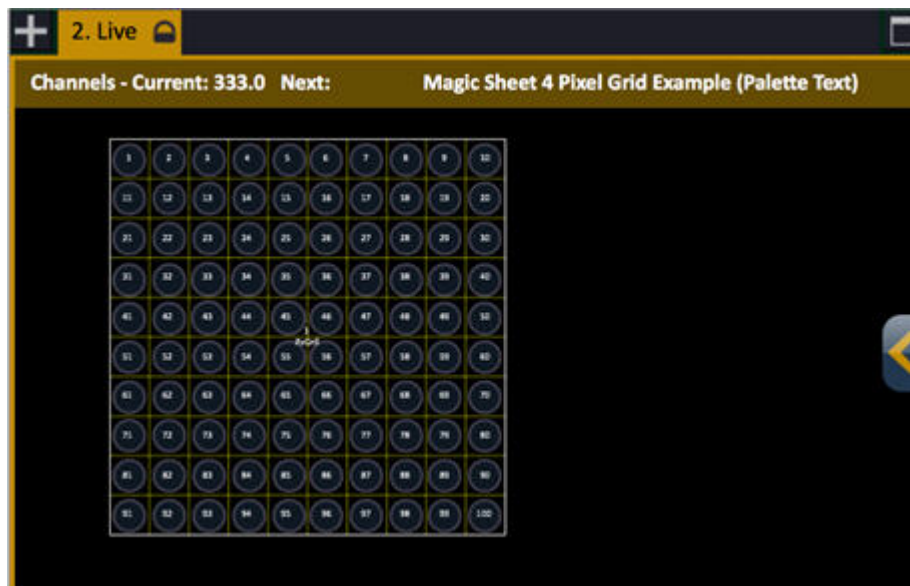 2. Live
Channels - Current: 333.0 Next: Magic Sheet 4 Pixel Grid Example (Palette Text)
1 2 3 4 5 6 7 8 9 10
11 12 13 14 15 16 17 18 19 20
21 22 23 24 25 26 27 28 29 30
31 32 33 34 35 36 37 38 39 40
41 42 43 44 45 46 47 48 49 50
51 52 53 54 55 56 57 58 59 60
61 62 63 64 65 66 67 68 69 70
71 72 73 74 75 76 77 78 79 80
81 82 83 84 85 86 87 88 89 90
91 92 93 94 95 96 97 98 99 100